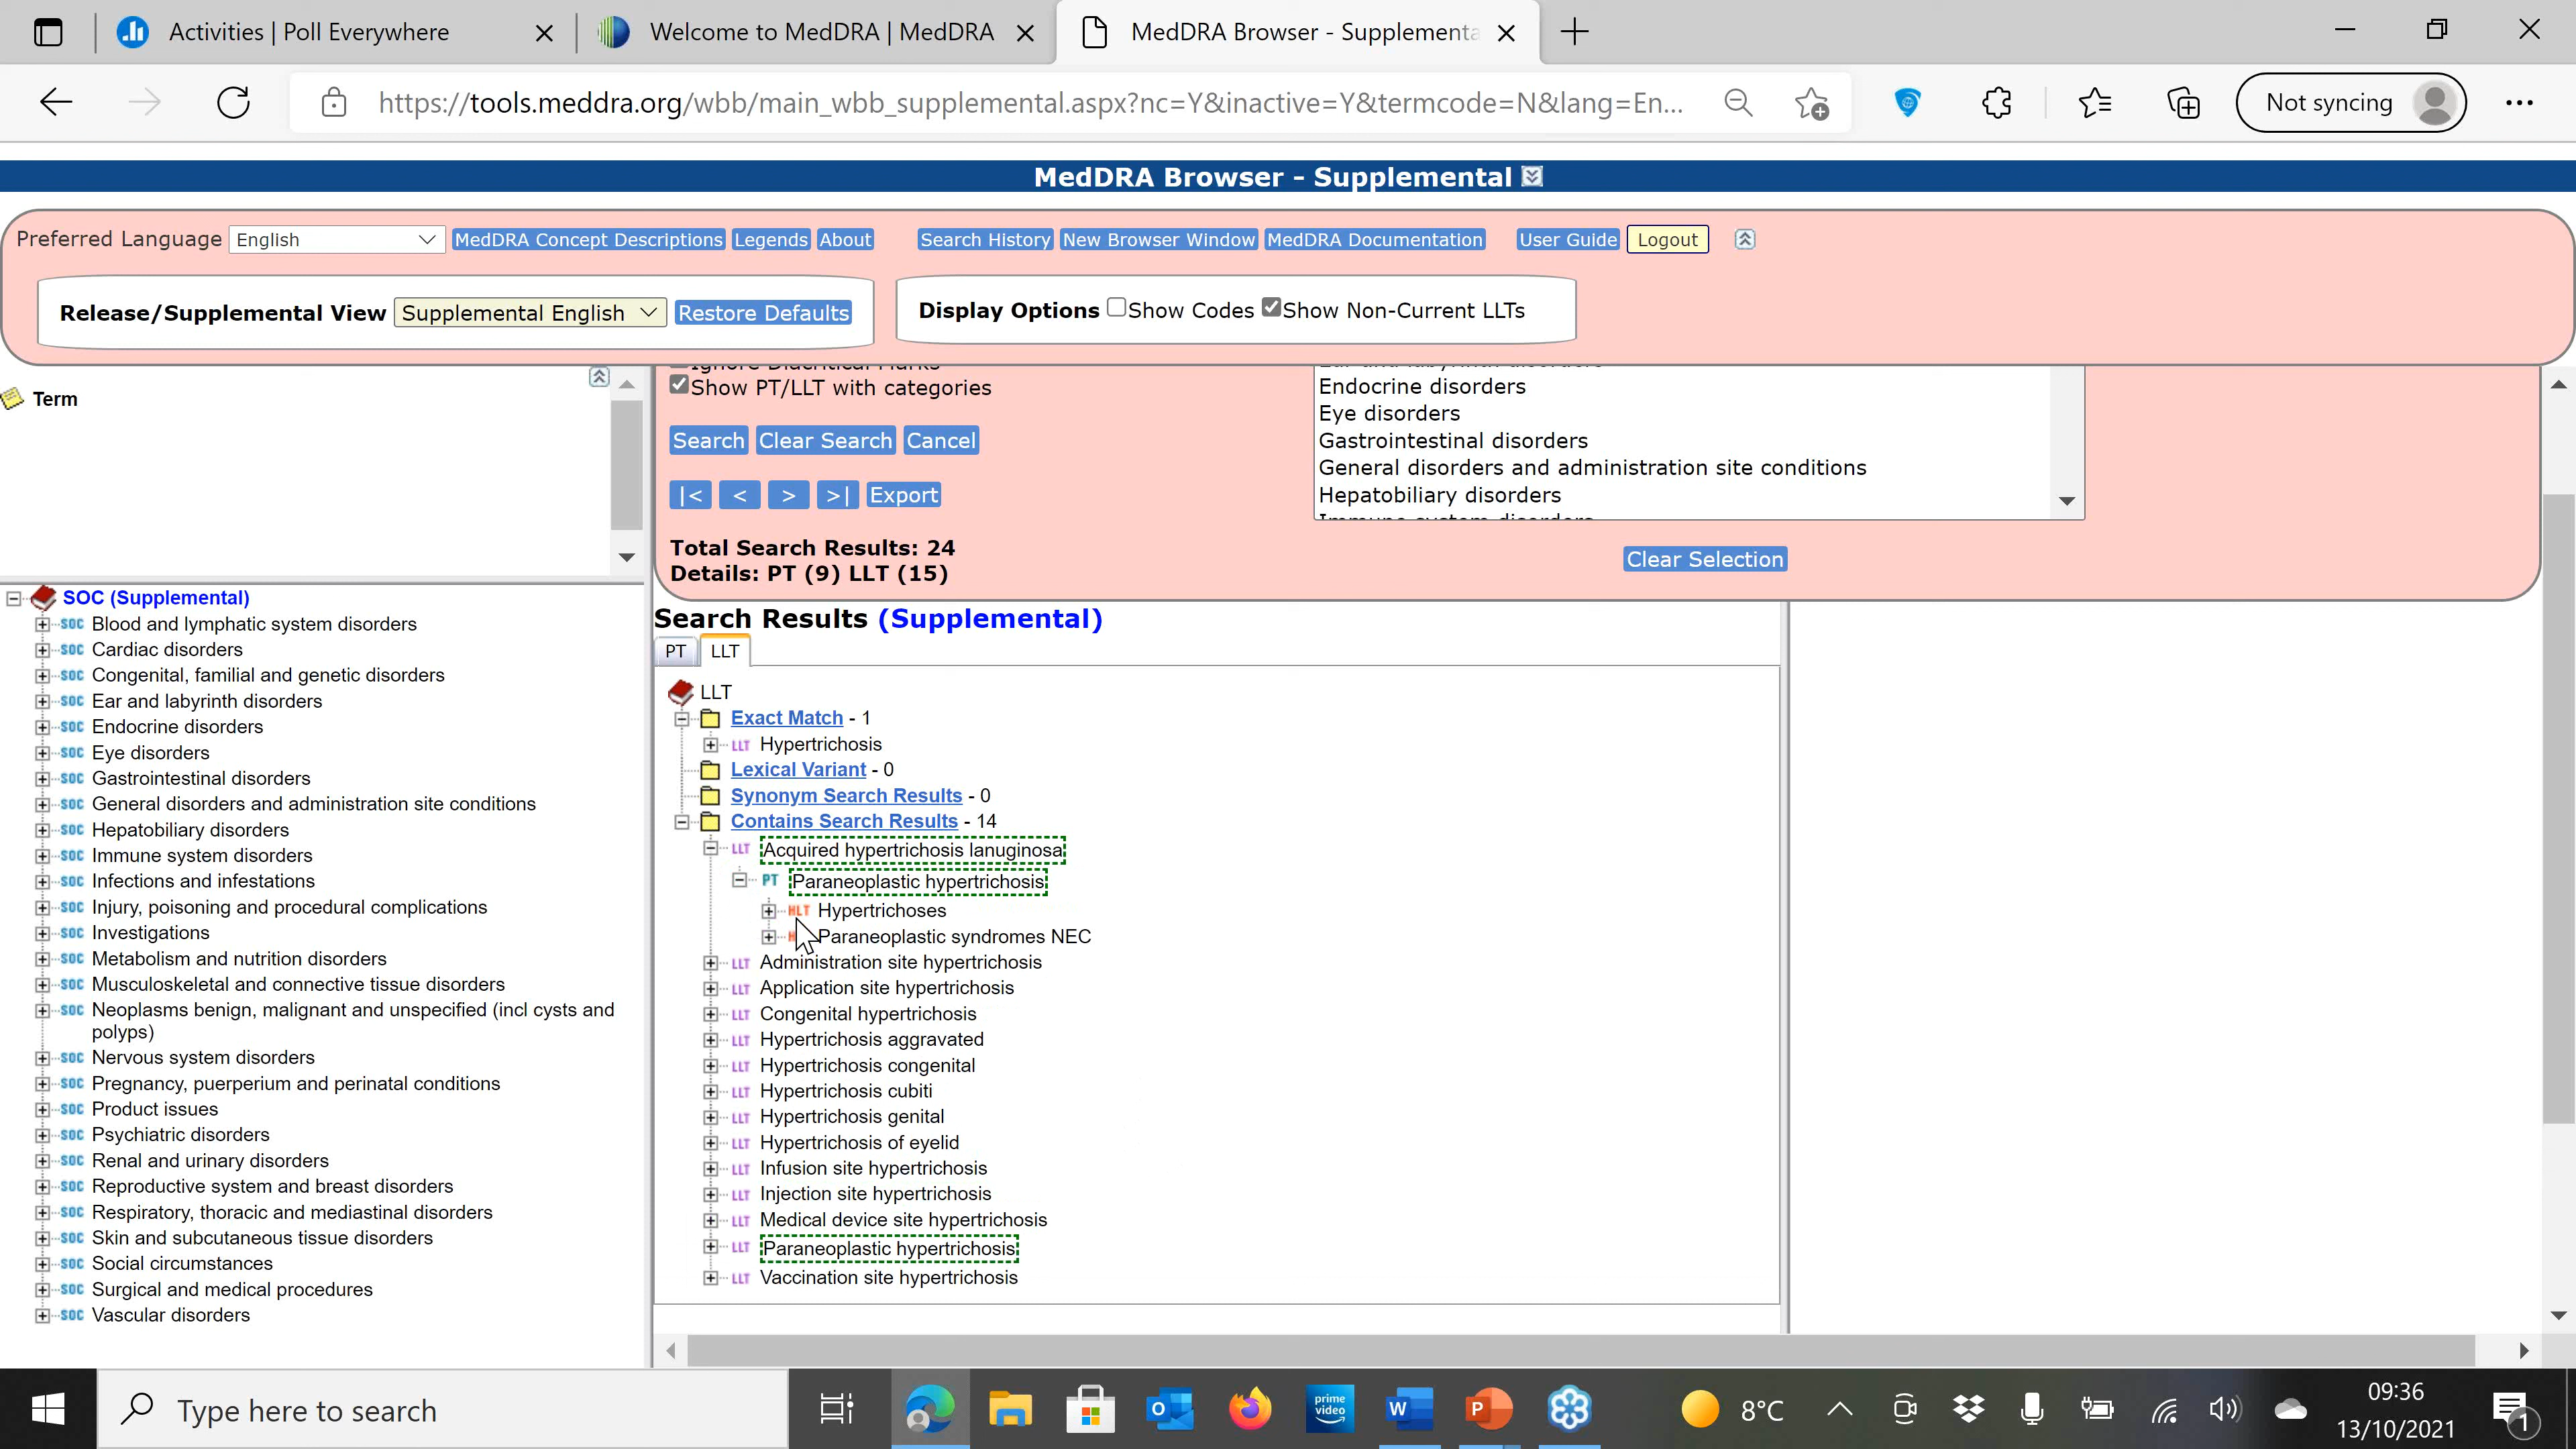 Activities | Poll Everywhere
Welcome to MedDRA | MedDRA
MedDRA Browser - Supplementa
https://tools.meddra.org/wbb/main_wbb_supplemental.aspx?nc=Y&inactive=Y&termcode=N&lang=En...
Not syncing
MedDRA Browser - Supplemental
Preferred Language English MedDRA Concept Descriptions Legends About Search History New Browser Window MedDRA Documentation User Guide Logout
Release/Supplemental View Supplemental English Restore Defaults
Display Options Show Codes Show Non-Current LLTs
Term
SOC (Supplemental)
SOC Blood and lymphatic system disorders
SOC Cardiac disorders
SOC Congenital, familial and genetic disorders
SOC Ear and labyrinth disorders
SOC Endocrine disorders
SOC Eye disorders
SOC Gastrointestinal disorders
SOC General disorders and administration site conditions
SOC Hepatobiliary disorders
SOC Immune system disorders
SOC Infections and infestations
SOC Injury, poisoning and procedural complications
SOC Investigations
SOC Metabolism and nutrition disorders
SOC Musculoskeletal and connective tissue disorders
SOC Neoplasms benign, malignant and unspecified (incl cysts and
polyps)
SOC Nervous system disorders
SOC Pregnancy, puerperium and perinatal conditions
SOC Product issues
SOC Psychiatric disorders
SOC Renal and urinary disorders
SOC Reproductive system and breast disorders
SOC Respiratory, thoracic and mediastinal disorders
SOC Skin and subcutaneous tissue disorders
SOC Social circumstances
SOC Surgical and medical procedures
SOC Vascular disorders
Ignore Diacritical Marks
Show PT/LLT with categories
Search Clear Search Cancel
|< < > >| Export
Total Search Results: 24
Details: PT (9) LLT (15)
Ear and labyrinth disorders
Endocrine disorders
Eye disorders
Gastrointestinal disorders
General disorders and administration site conditions
Hepatobiliary disorders
Immune system disorders
Clear Selection
Search Results (Supplemental)
PT LLT
LLT
Exact Match - 1
LLT Hypertrichosis
Lexical Variant - 0
Synonym Search Results - 0
Contains Search Results - 14
LLT Acquired hypertrichosis lanuginosa
PT Paraneoplastic hypertrichosis
HLT Hypertrichoses
Paraneoplastic syndromes NEC
LLT Administration site hypertrichosis
LLT Application site hypertrichosis
LLT Congenital hypertrichosis
LLT Hypertrichosis aggravated
LLT Hypertrichosis congenital
LLT Hypertrichosis cubiti
LLT Hypertrichosis genital
LLT Hypertrichosis of eyelid
LLT Infusion site hypertrichosis
LLT Injection site hypertrichosis
LLT Medical device site hypertrichosis
LLT Paraneoplastic hypertrichosis
LLT Vaccination site hypertrichosis
Type here to search
prime
video
8°C
09:36
13/10/2021
1